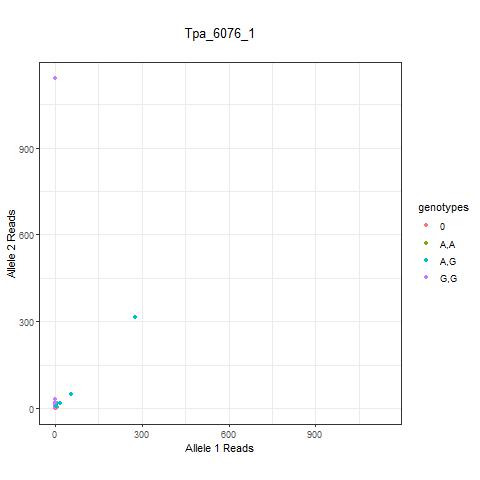 Tpa_6076_1
Allele 2 Reads
900
600
300
0
0 300 600 900
Allele 1 Reads
genotypes
0
A,A
A,G
G,G